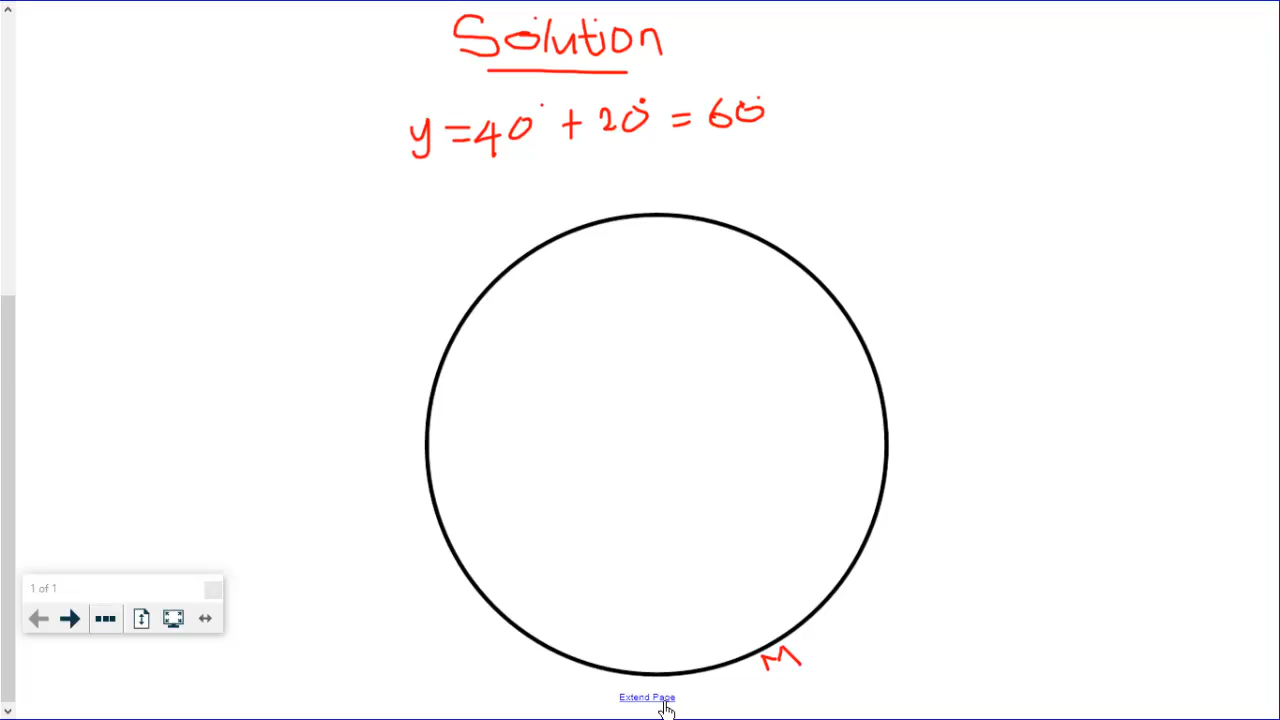 Solution
y = 40° + 20° = 60°
M
1 of 1
Extend Page